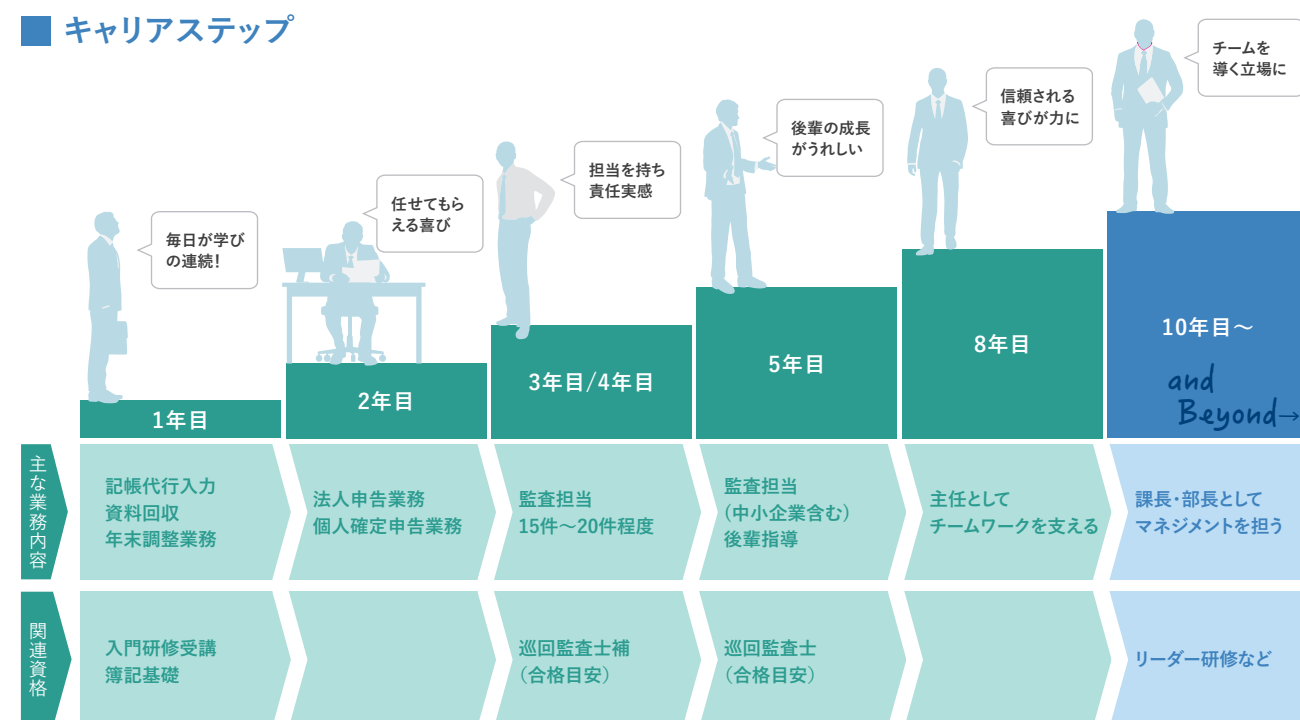 キャリアステップ
毎日が学び
の連続！
任せてもら
える喜び
担当を持ち
責任実感
後輩の成長
がうれしい
信頼される
喜びが力に
チームを
導く立場に
1年目
2年目
3年目/4年目
5年目
8年目
10年目～
and
Beyond→
主な業務内容
記帳代行入力
資料回収
年末調整業務
法人申告業務
個人確定申告業務
監査担当
15件～20件程度
監査担当
（中小企業含む）
後輩指導
主任として
チームワークを支える
課長・部長として
マネジメントを担う
関連資格
入門研修受講
簿記基礎
巡回監査士補
（合格目安）
巡回監査士
（合格目安）
リーダー研修など